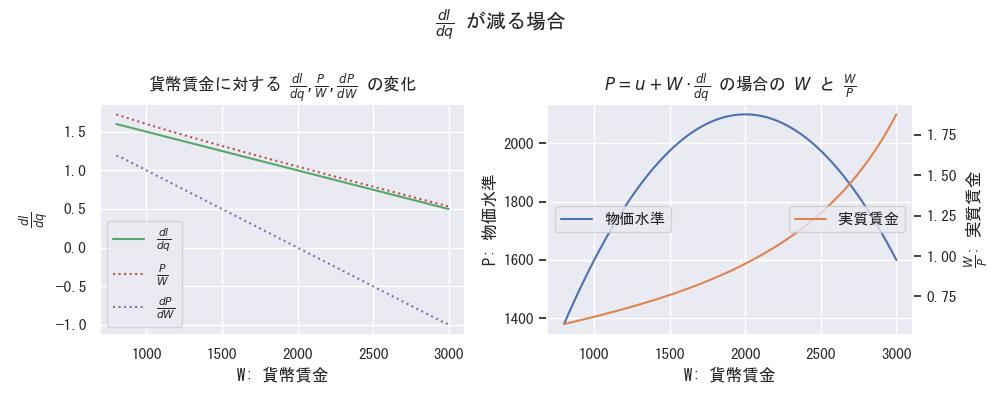 dl/dq が減る場合
貨幣賃金に対する dl/dq, P/W, dP/dW の変化
1.5
1.0
0.5
0.0
−0.5
−1.0
dl/dq
dl/dq
P/W
dP/dW
1000 1500 2000 2500 3000
W: 貨幣賃金
P = u + W · dl/dq の場合の W と W/P
2000
1800
1600
1400
P: 物価水準
物価水準
実質賃金
1.75
1.50
1.25
1.00
0.75
W/P: 実質賃金
1000 1500 2000 2500 3000
W: 貨幣賃金